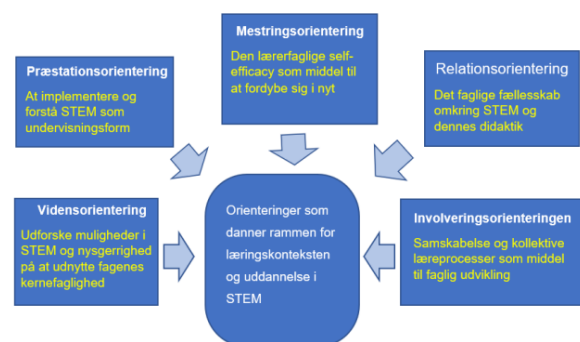 Mestringsorientering
Den lærerfaglige self-
efficacy som middel til
at fordybe sig i nyt
Præstationsorientering
At implementere og
forstå STEM som
undervisningsform
Relationsorientering
Det faglige fællesskab
omkring STEM og
dennes didaktik
Vidensorientering
Udforske muligheder i
STEM og nysgerrighed
på at udnytte fagenes
kernefaglighed
Orienteringer som
danner rammen for
læringskonteksten
og uddannelse i
STEM
Involveringsorienteringen
Samskabelse og kollektive
læreprocesser som middel
til faglig udvikling